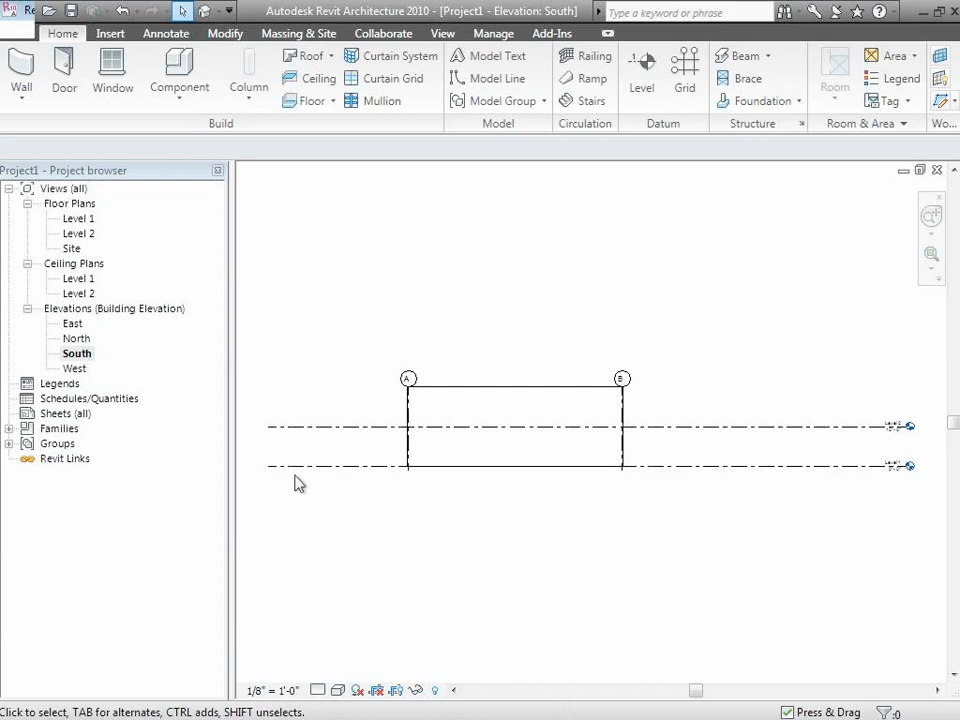 Autodesk Revit Architecture 2010 - [Project1 - Elevation: South]
Type a keyword or phrase
Home Insert Annotate Modify Massing & Site Collaborate View Manage Add-Ins
Wall Door Window Component Column
Roof Ceiling Floor
Curtain System Curtain Grid Mullion
Model Text Model Line Model Group
Railing Ramp Stairs
Level Grid
Beam Brace Foundation
Room
Area Legend Tag
Build Model Circulation Datum Structure Room & Area Wo...
Project1 - Project browser
Views (all)
Floor Plans
Level 1
Level 2
Site
Ceiling Plans
Level 1
Level 2
Elevations (Building Elevation)
East
North
South
West
Legends
Schedules/Quantities
Sheets (all)
Families
Groups
Revit Links
A B
Level 2
Level 1
1/8" = 1'-0"
Click to select, TAB for alternates, CTRL adds, SHIFT unselects.
Press & Drag
:0